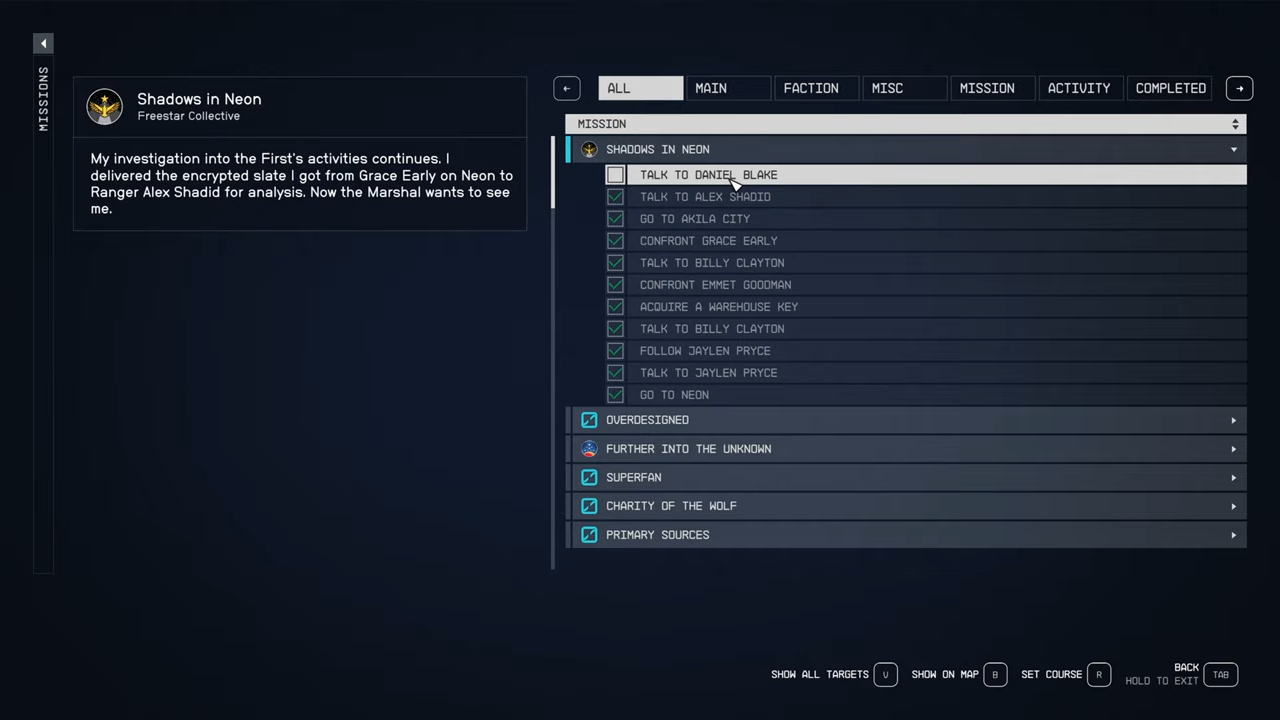 MISSIONS
Shadows in Neon
Freestar Collective
My investigation into the First's activities continues. I
delivered the encrypted slate I got from Grace Early on Neon to
Ranger Alex Shadid for analysis. Now the Marshal wants to see
me.
ALL MAIN FACTION MISC MISSION ACTIVITY COMPLETED
MISSION
SHADOWS IN NEON
TALK TO DANIEL BLAKE
TALK TO ALEX SHADID
GO TO AKILA CITY
CONFRONT GRACE EARLY
TALK TO BILLY CLAYTON
CONFRONT EMMET GOODMAN
ACQUIRE A WAREHOUSE KEY
TALK TO BILLY CLAYTON
FOLLOW JAYLEN PRYCE
TALK TO JAYLEN PRYCE
GO TO NEON
OVERDESIGNED
FURTHER INTO THE UNKNOWN
SUPERFAN
CHARITY OF THE WOLF
PRIMARY SOURCES
SHOW ALL TARGETS V SHOW ON MAP B SET COURSE R BACK
HOLD TO EXIT TAB